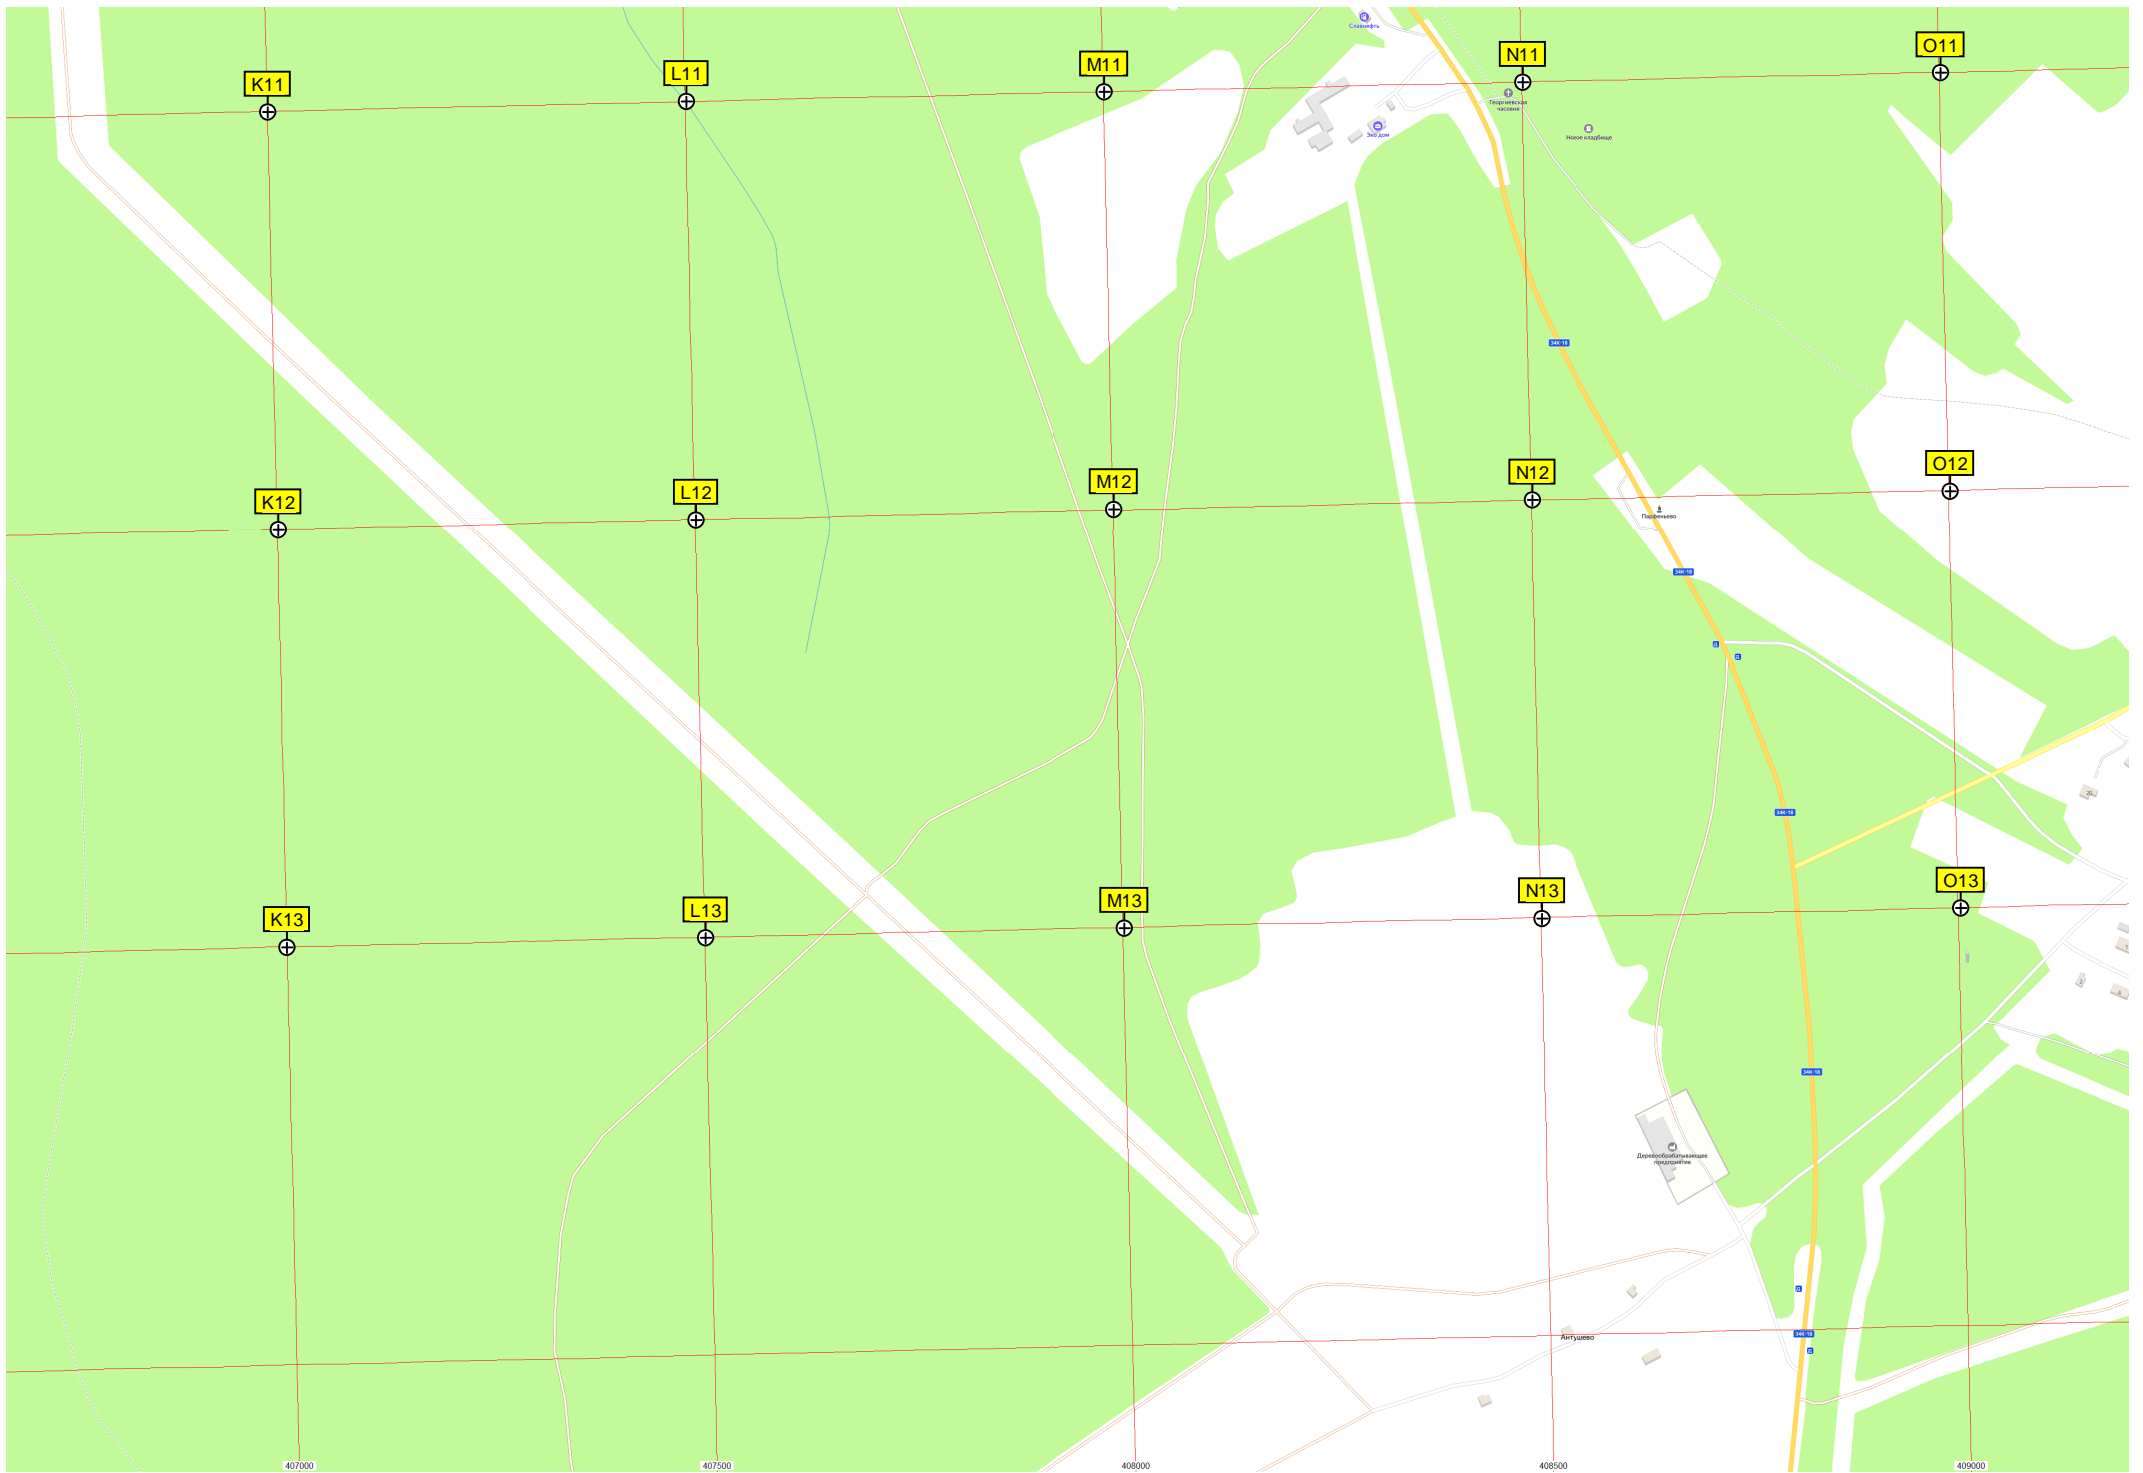 Славнефть
K11
L11
M11
N11
O11
Георгиевская
часовня
Эко дом
Новое кладбище
34К-18
K12
L12
M12
N12
O12
Парфеньево
34К-18
34К-18
20
K13
L13
M13
N13
O13
34К-18
Деревообрабатывающее
предприятие
34К-18
Антушево
407000
407500
408000
408500
409000